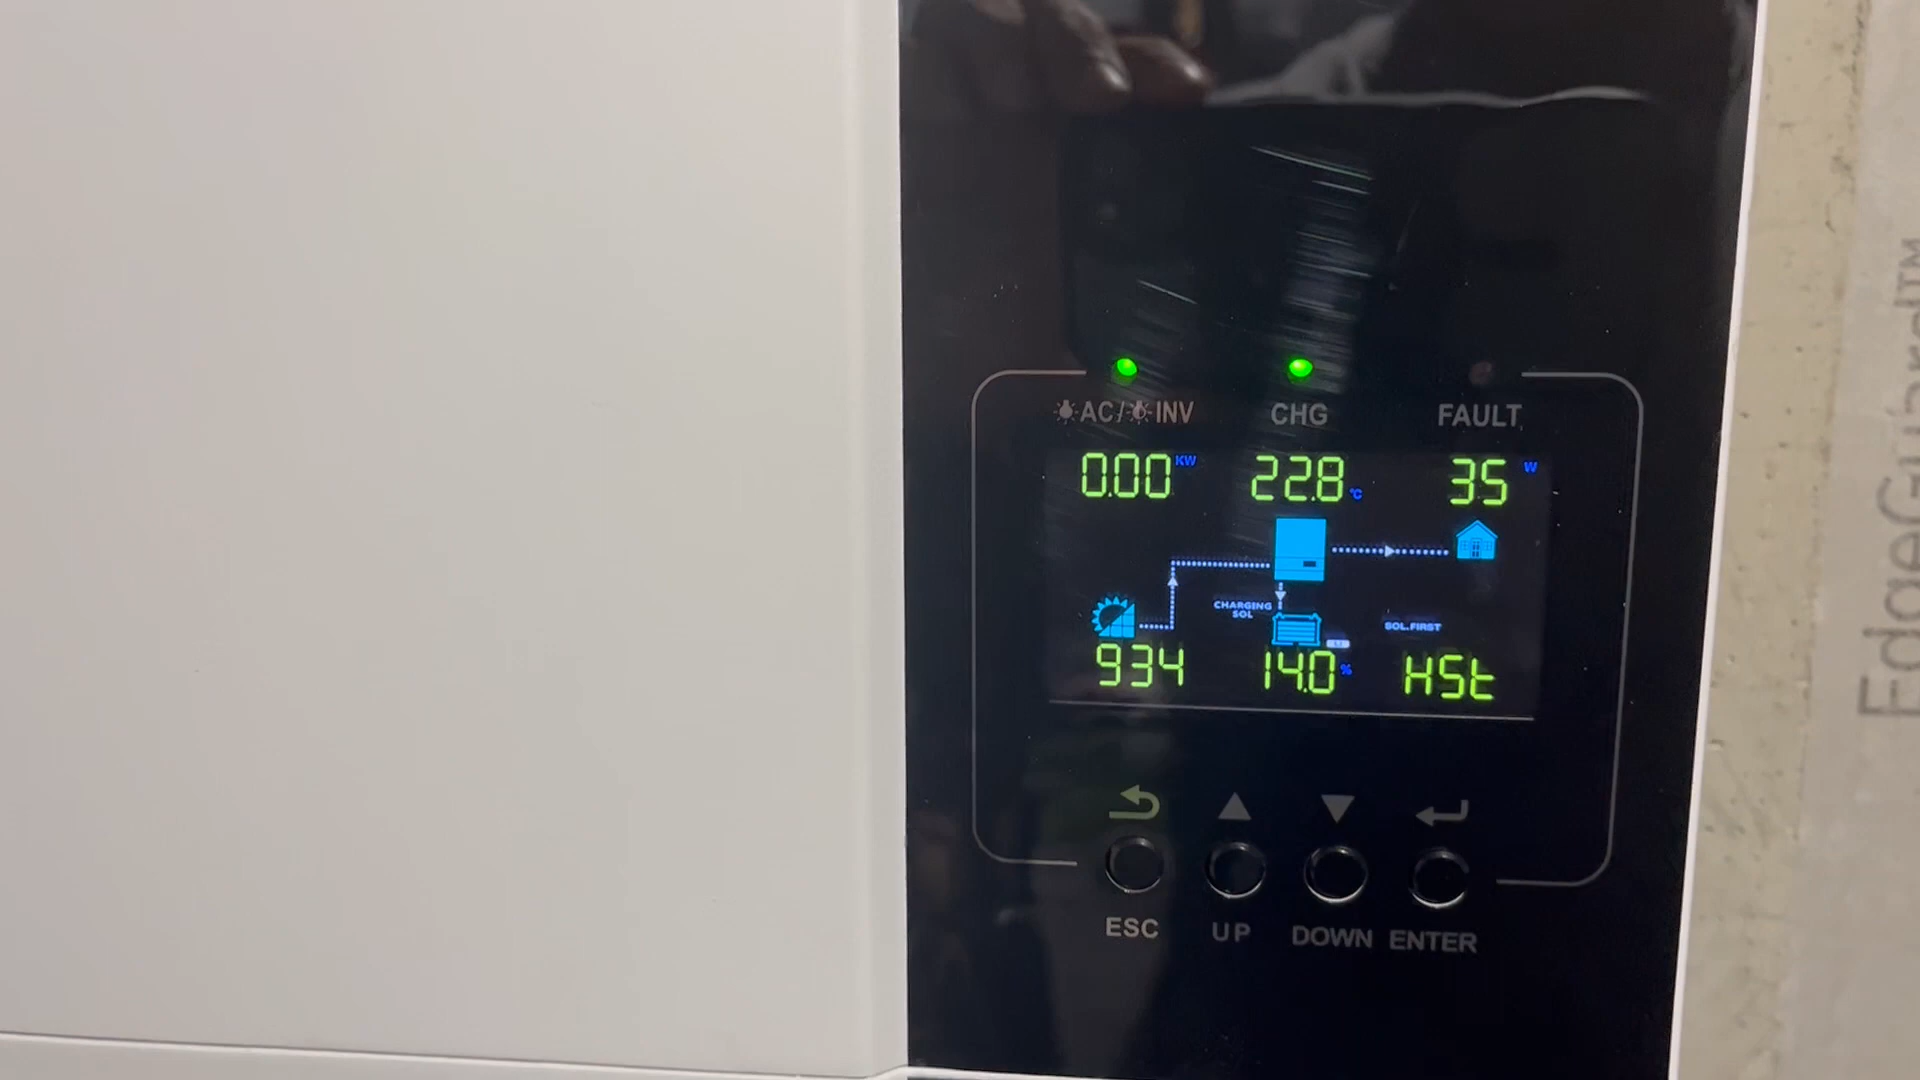 AC/ INV CHG FAULT
0.00 KW 22.8 °C 35 W
CHARGING
SOL
SOL.FIRST
934 14.0 % HSt
ESC UP DOWN ENTER
EdgeGuard™